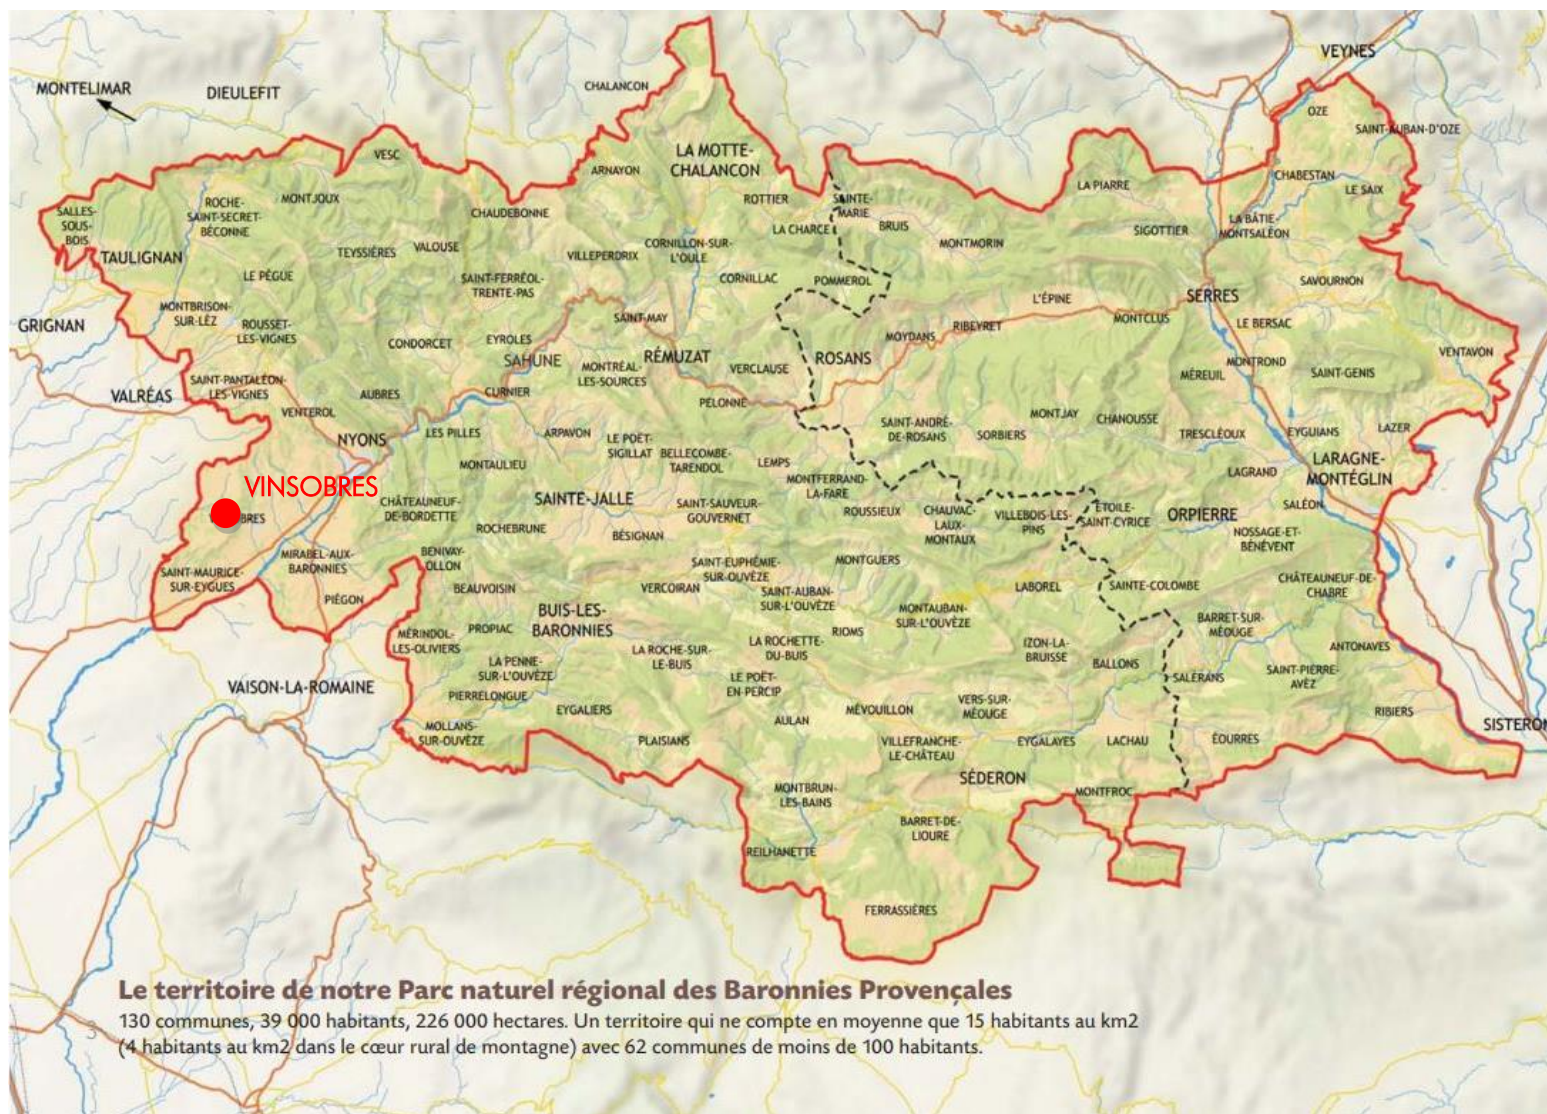 VEYNES
MONTELIMAR
DIEULEFIT
CHALANCON
OZE
SAINT-AUBAN-D'OZE
VESC
LA MOTTE-
CHALANCON
ARNAYON
CHABESTAN
LE SAIX
LA PIARRE
SALLES-
SOUS-
BOIS
ROCHE-
SAINT-SECRET-
BÉCONNE
MONTJOUX
CHAUDEBONNE
ROTTIER
SAINTE-
MARIE
LA CHARCE
BRUIS
MONTMORIN
SIGOTTIER
LA BÂTIE-
MONTSALÉON
TAULIGNAN
TEYSSIÈRES
VALOUSE
VILLEPERDRIX
CORNILLON-SUR-
L'OULE
LE PÈGUE
SAINT-FERRÉOL-
TRENTE-PAS
CORNILLAC
POMMEROL
SAVOURNON
SERRES
L'ÉPINE
MONTBRISON-
SUR-LEZ
GRIGNAN
ROUSSET-
LES-VIGNES
SAINT-MAY
MONTCLUS
LE BERSAC
RIBEYRET
MOYDANS
CONDORCET
EYROLES
SAHUNE
RÉMUZAT
ROSANS
VERCLAUSE
MONTRÉAL-
LES-SOURCES
MONTROND
VENTAVON
MÉREUIL
SAINT-GENIS
SAINT-PANTALÉON-
LES-VIGNES
VALRÉAS
AUBRES
CURNIER
PELONNE
VENTEROL
NYONS
LES PILLES
ARPAVON
LE POËT-
SIGILLAT
BELLECOMBE-
TARENDOL
LEMPS
SAINT-ANDRÉ-
DE-ROSANS
SORBIERS
MONTJAY
CHANOUSSE
TRESCLÉOUX
EYGUIANS
LAZER
LARAGNE-
MONTÉGLIN
LAGRAND
MONTAULIEU
VINSOBRES
MONTFERRAND-
LA-FARE
SAINTE-JALLE
CHÂTEAUNEUF-
DE-BORDETTE
SAINT-SAUVEUR-
GOUVERNET
ROUSSIEUX
CHAUVAC-
LAUX-
MONTAUX
VILLEBOIS-LES-
PINS
ÉTOILE-
SAINT-CYRICE
ORPIERRE
SALÉON
BRES
ROCHEBRUNE
BÉSIGNAN
NOSSAGE-ET-
BÉNÉVENT
MIRABEL-AUX-
BARONNIES
BENIVAY-
OLLON
SAINT-MAURICE-
SUR-EYGUES
PIÉGON
BEAUVOISIN
VERCOIRAN
SAINT-EUPHÉMIE-
SUR-OUVÈZE
MONTGUERS
SAINT-AUBAN-
SUR-L'OUVÈZE
LABOREL
SAINTE-COLOMBE
CHÂTEAUNEUF-DE-
CHABRE
BUIS-LES-
BARONNIES
MONTAUBAN-
SUR-L'OUVÈZE
BARRET-SUR-
MÉOUGE
MÉRINDOL-
LES-OLIVIERS
PROPIAC
RIOMS
LA ROCHETTE-
DU-BUIS
LA ROCHE-SUR-
LE-BUIS
IZON-LA-
BRUISSE
BALLONS
ANTONAVES
LA PENNE-
SUR-L'OUVÈZE
SALÉRANS
SAINT-PIERRE-
AVEZ
VAISON-LA-ROMAINE
PIERRELONGUE
LE POËT-
EN-PERCIP
EYGALIERS
MÉVOUILLON
VERS-SUR-
MÉOUGE
RIBIERS
AULAN
SISTERON
MOLLANS-
SUR-OUVÈZE
PLAISIANS
VILLEFRANCHE-
LE-CHÂTEAU
EYGALAYES
LACHAU
ÉOURRES
SÉDERON
MONTBRUN-
LES-BAINS
MONTFROC
BARRET-DE-
LIOURE
REILHANETTE
FERRASSIÈRES
Le territoire de notre Parc naturel régional des Baronnies Provençales
130 communes, 39 000 habitants, 226 000 hectares. Un territoire qui ne compte en moyenne que 15 habitants au km2
3
(4 habitants au km2 dans le cœur rural de montagne) avec 62 communes de moins de 100 habitants.